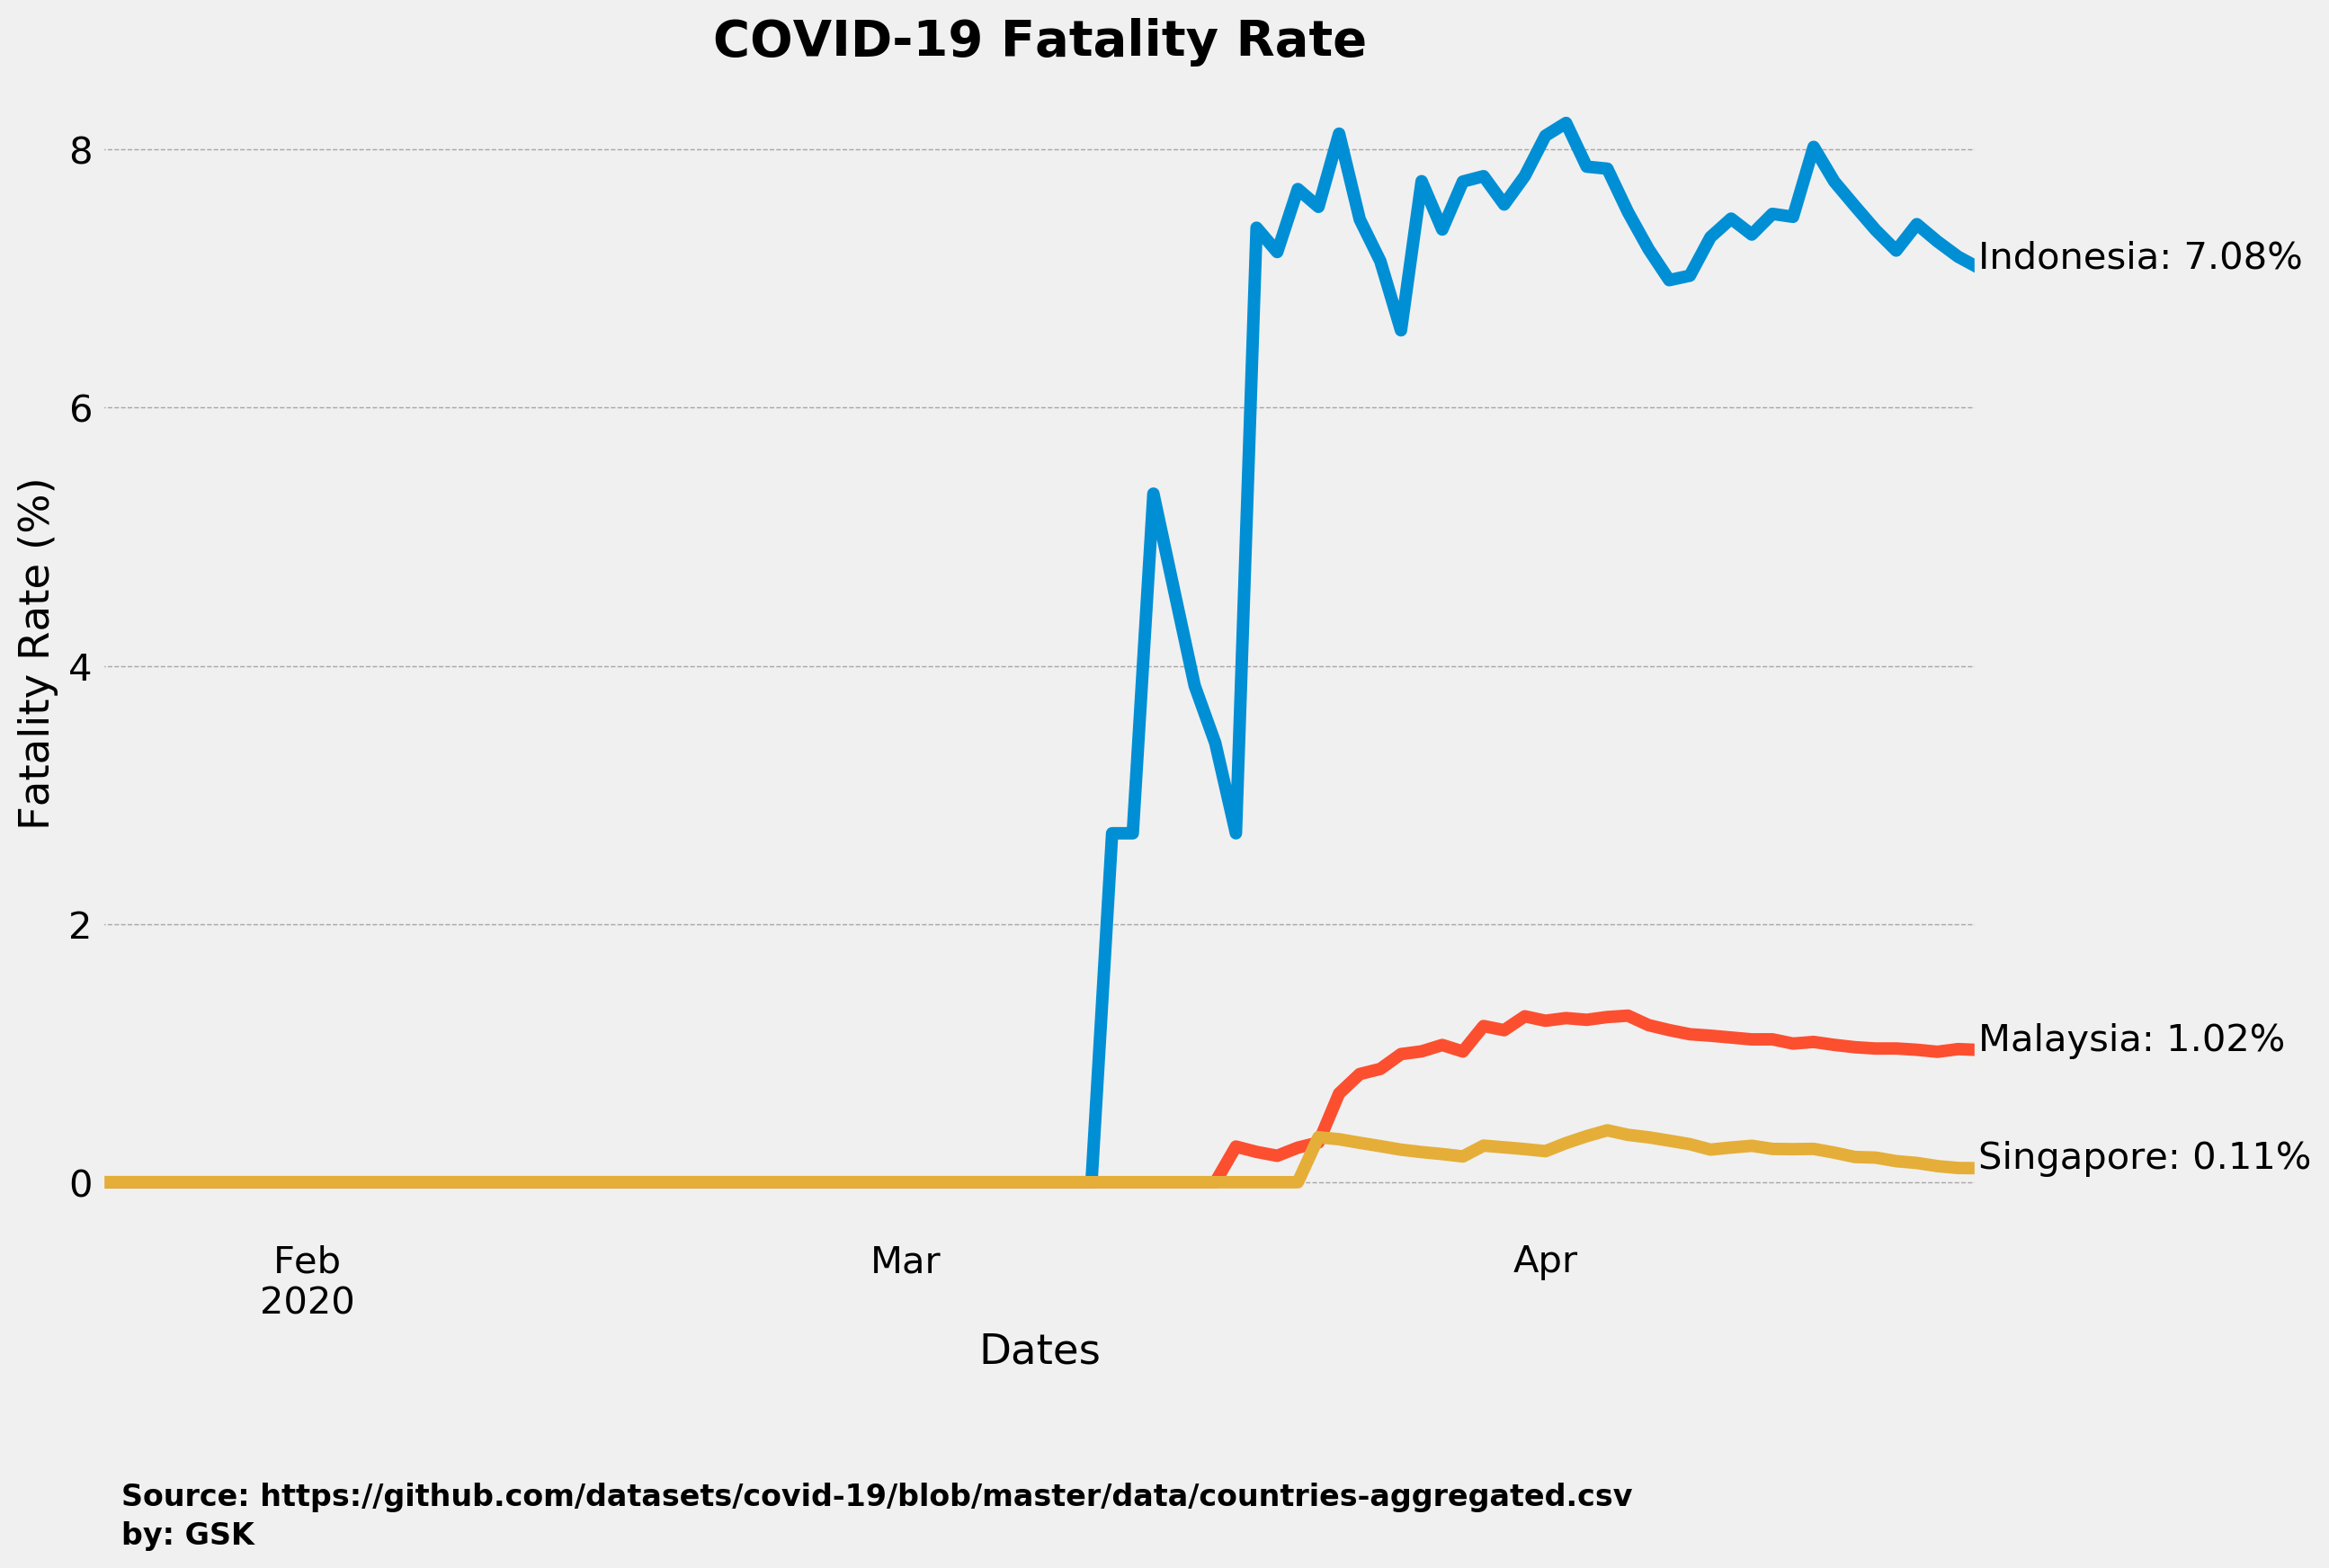 COVID-19 Fatality Rate
Fatality Rate (%)
8
6
4
2
0
Indonesia: 7.08%
Malaysia: 1.02%
Singapore: 0.11%
Feb
2020
Mar
Apr
Dates
Source: https://github.com/datasets/covid-19/blob/master/data/countries-aggregated.csv
by: GSK